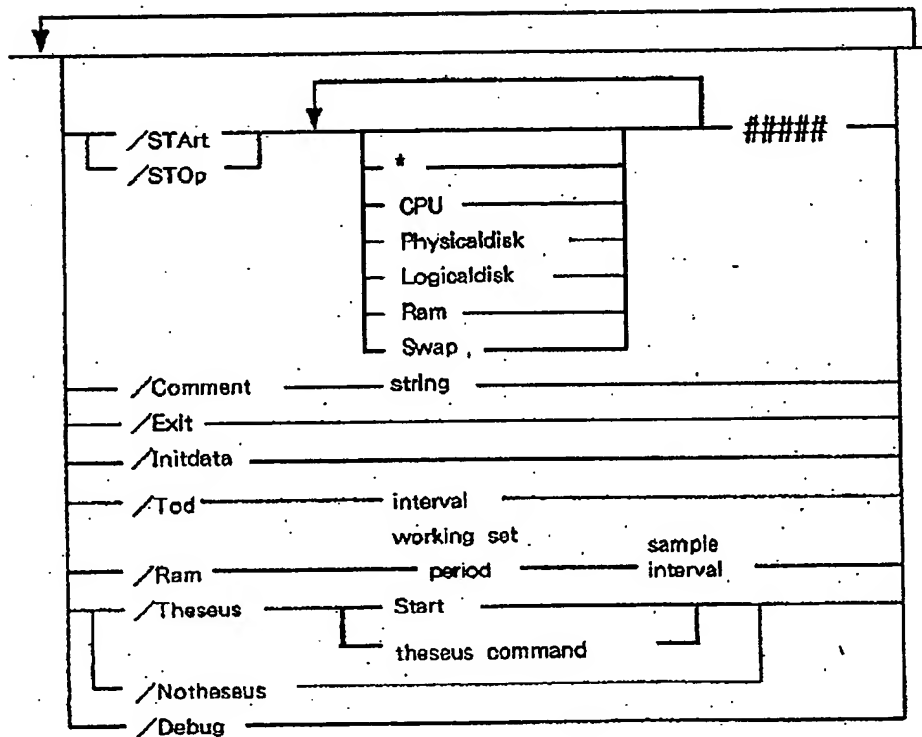 /STArt #####
/STOp
*
CPU
Physicaldisk
Logicaldisk
Ram
Swap
/Comment string
/Exit
/Initdata
/Tod interval
/Ram working set period sample interval
/Theseus Start
theseus command
/Notheseus
/Debug